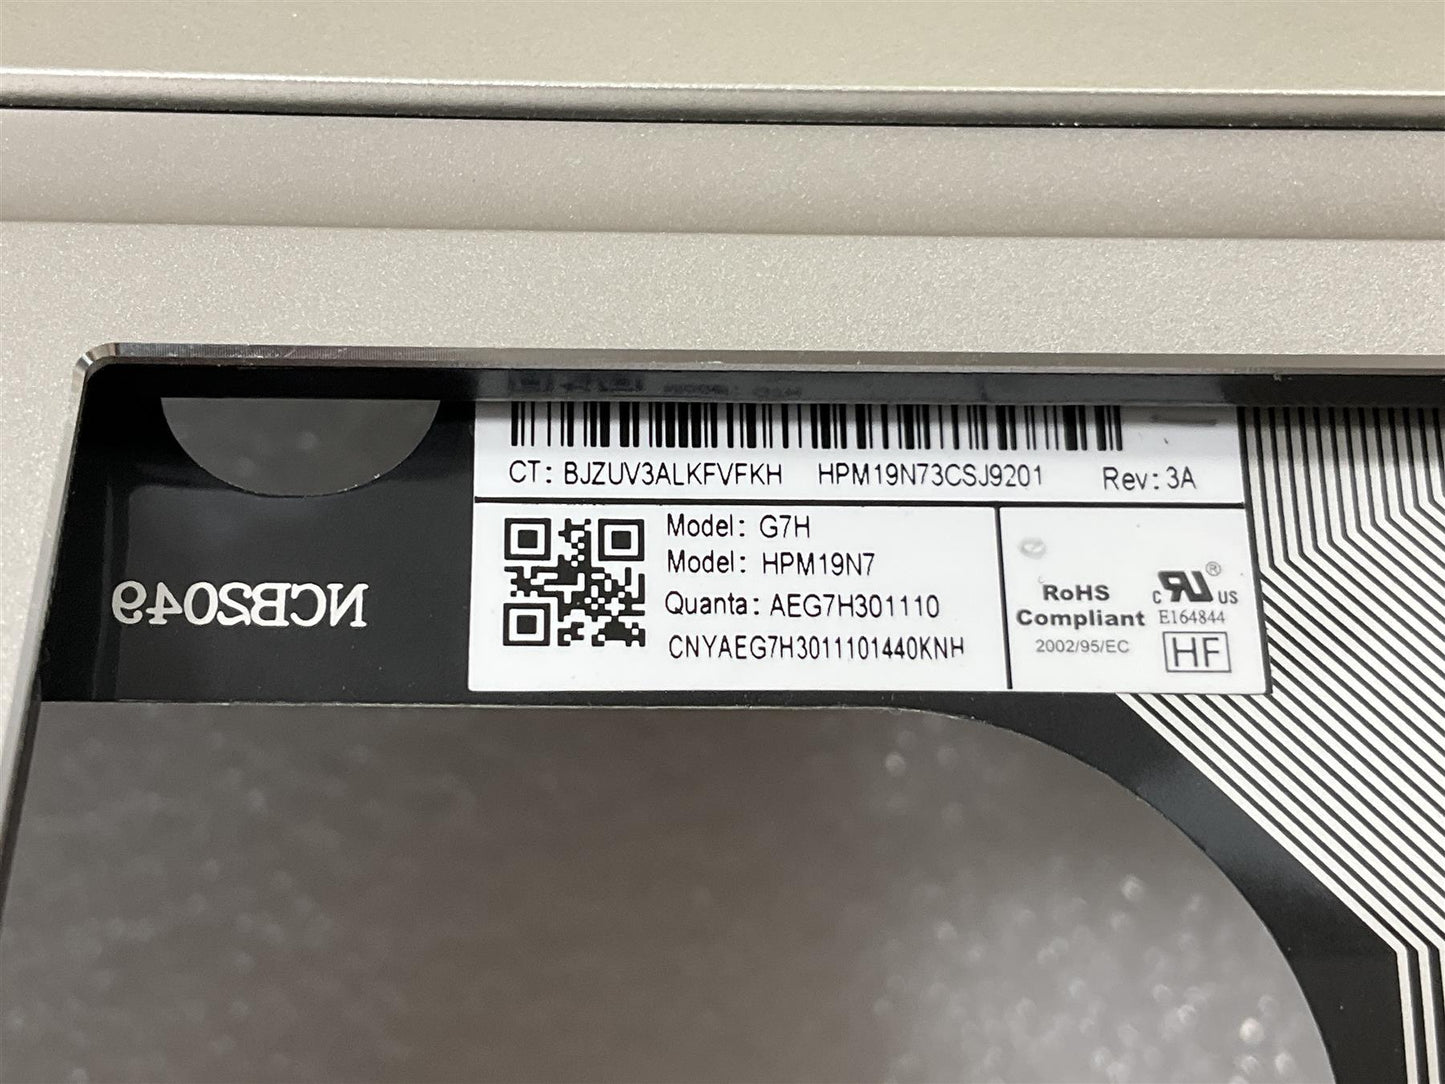 CT: BJZUV3ALKFVFKH HPM19N73CSJ9201 Rev: 3A
Model: G7H
Model: HPM19N7
Quanta: AEG7H301110
CNYAEG7H3011101440KNH
RoHS
Compliant
2002/95/EC
c RU ® US
E164844
HF
NCB2049